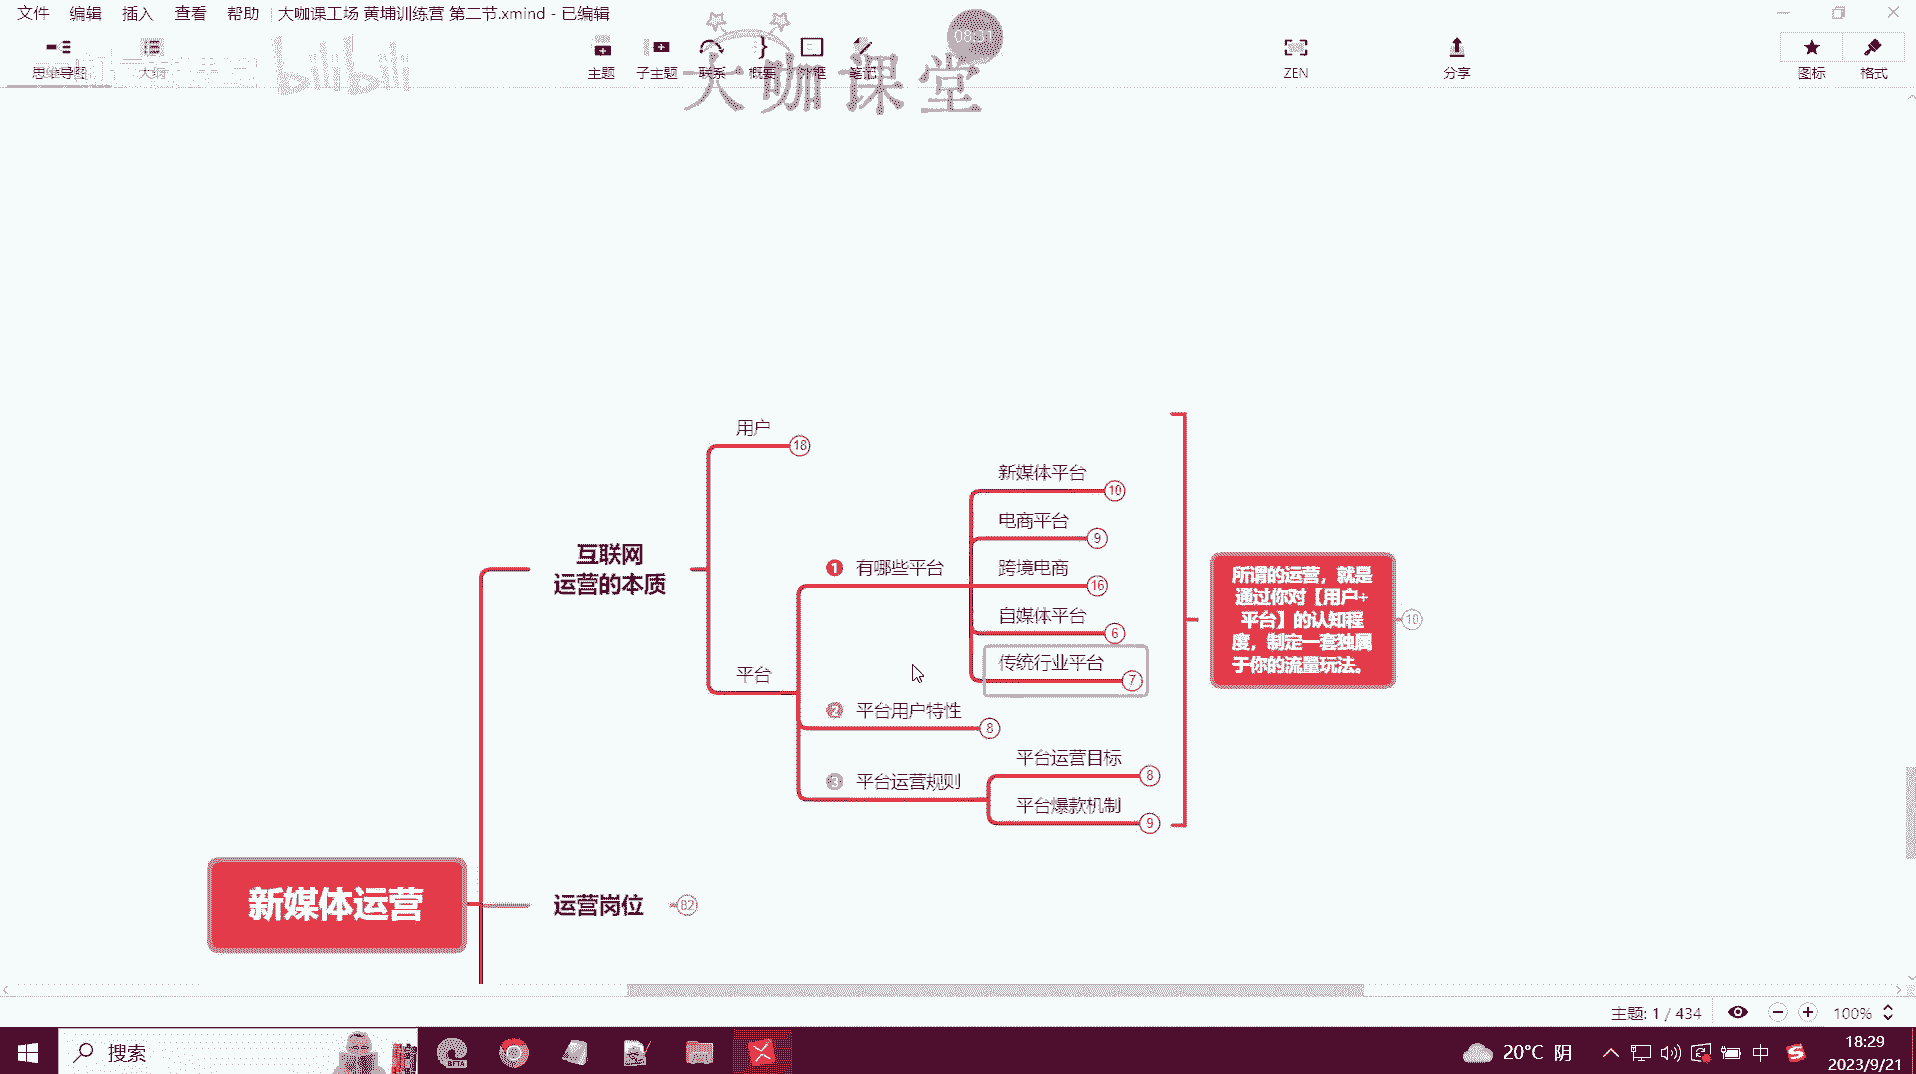 文件 编辑 插入 查看 帮助 大咖课工场 黄埔训练营 第二节.xmind - 已编辑
08:31
思维导图 大纲 bilibili 主题 子主题 联系 概要 外框 笔记 ZEN 分享 图标 格式
大咖课堂
用户 18
新媒体平台 10
电商平台 9
互联网
运营的本质
1 有哪些平台
跨境电商 16
自媒体平台 6
传统行业平台 7
所谓的运营，就是
通过你对【用户+
平台】的认知程
度，制定一套独属
于你的流量玩法。
10
平台
2 平台用户特性 8
3 平台运营规则
平台运营目标 8
平台爆款机制 9
新媒体运营
运营岗位 82
主题: 1 / 434 100%
搜索
BETA
20°C 阴
中
18:29
2023/9/21